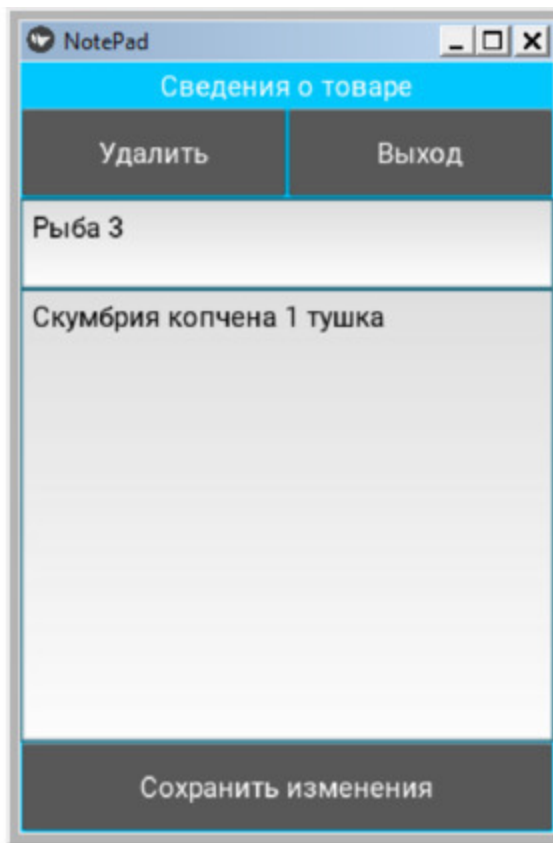 NotePad
Сведения о товаре
Удалить Выход
Рыба 3
Скумбрия копчена 1 тушка
Сохранить изменения